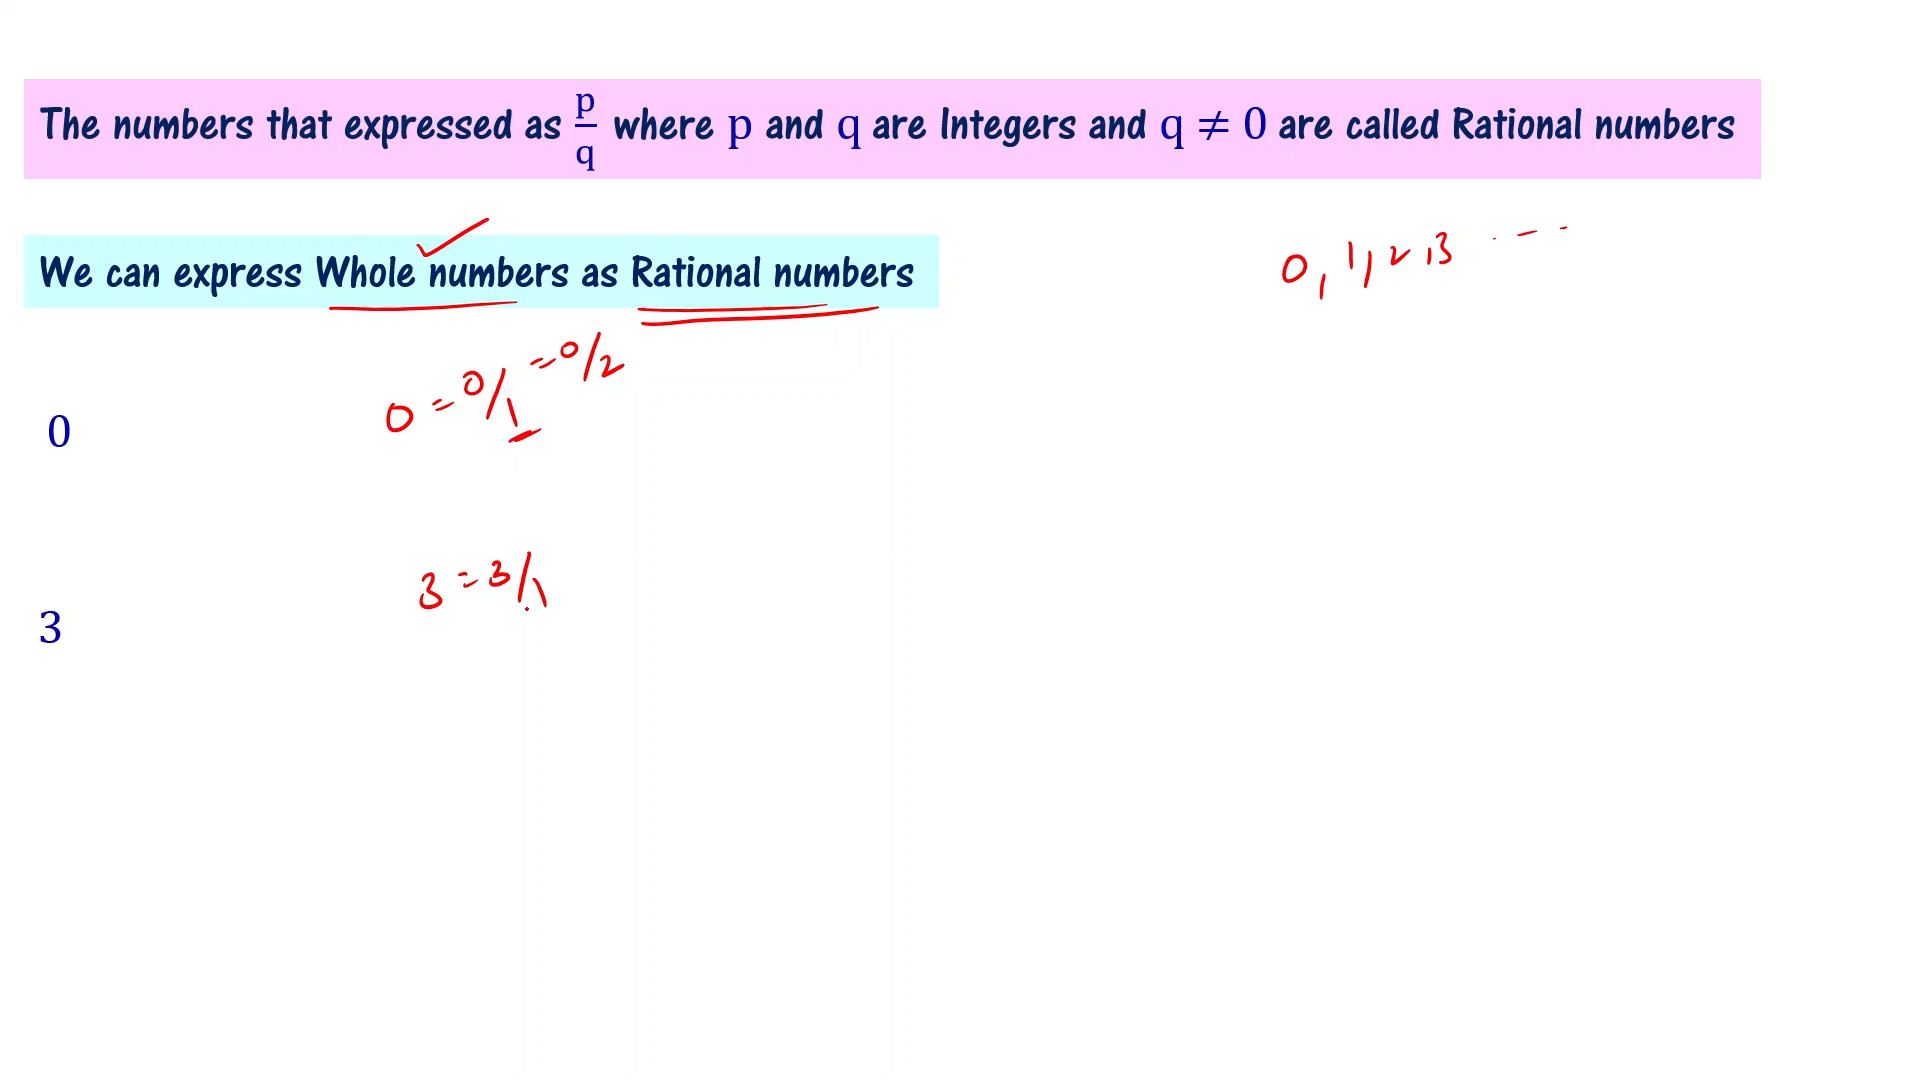 The numbers that expressed as p/q where p and q are Integers and q ≠ 0 are called Rational numbers
We can express Whole numbers as Rational numbers
0, 1, 2, 3 . - -
0 = 0/1 = 0/2
0
3 = 3/1
3